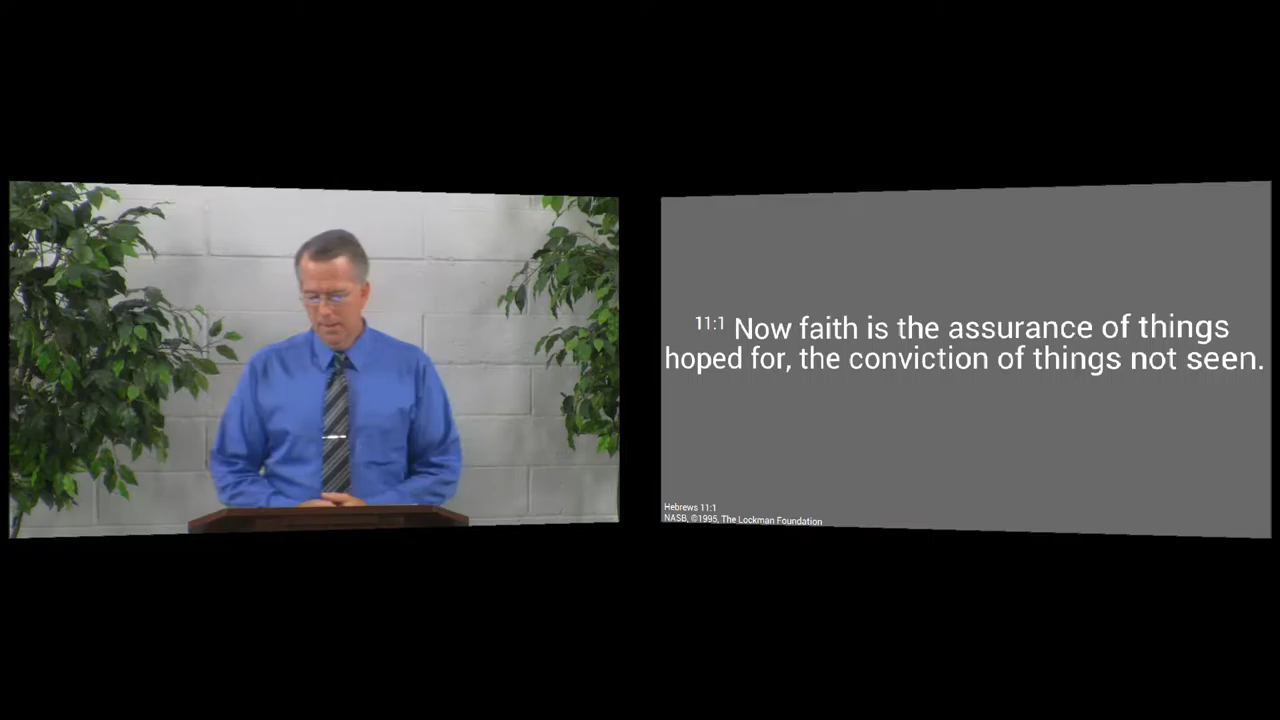 11:1 Now faith is the assurance of things
hoped for, the conviction of things not seen.
Hebrews 11:1
NASB, ©1995, The Lockman Foundation